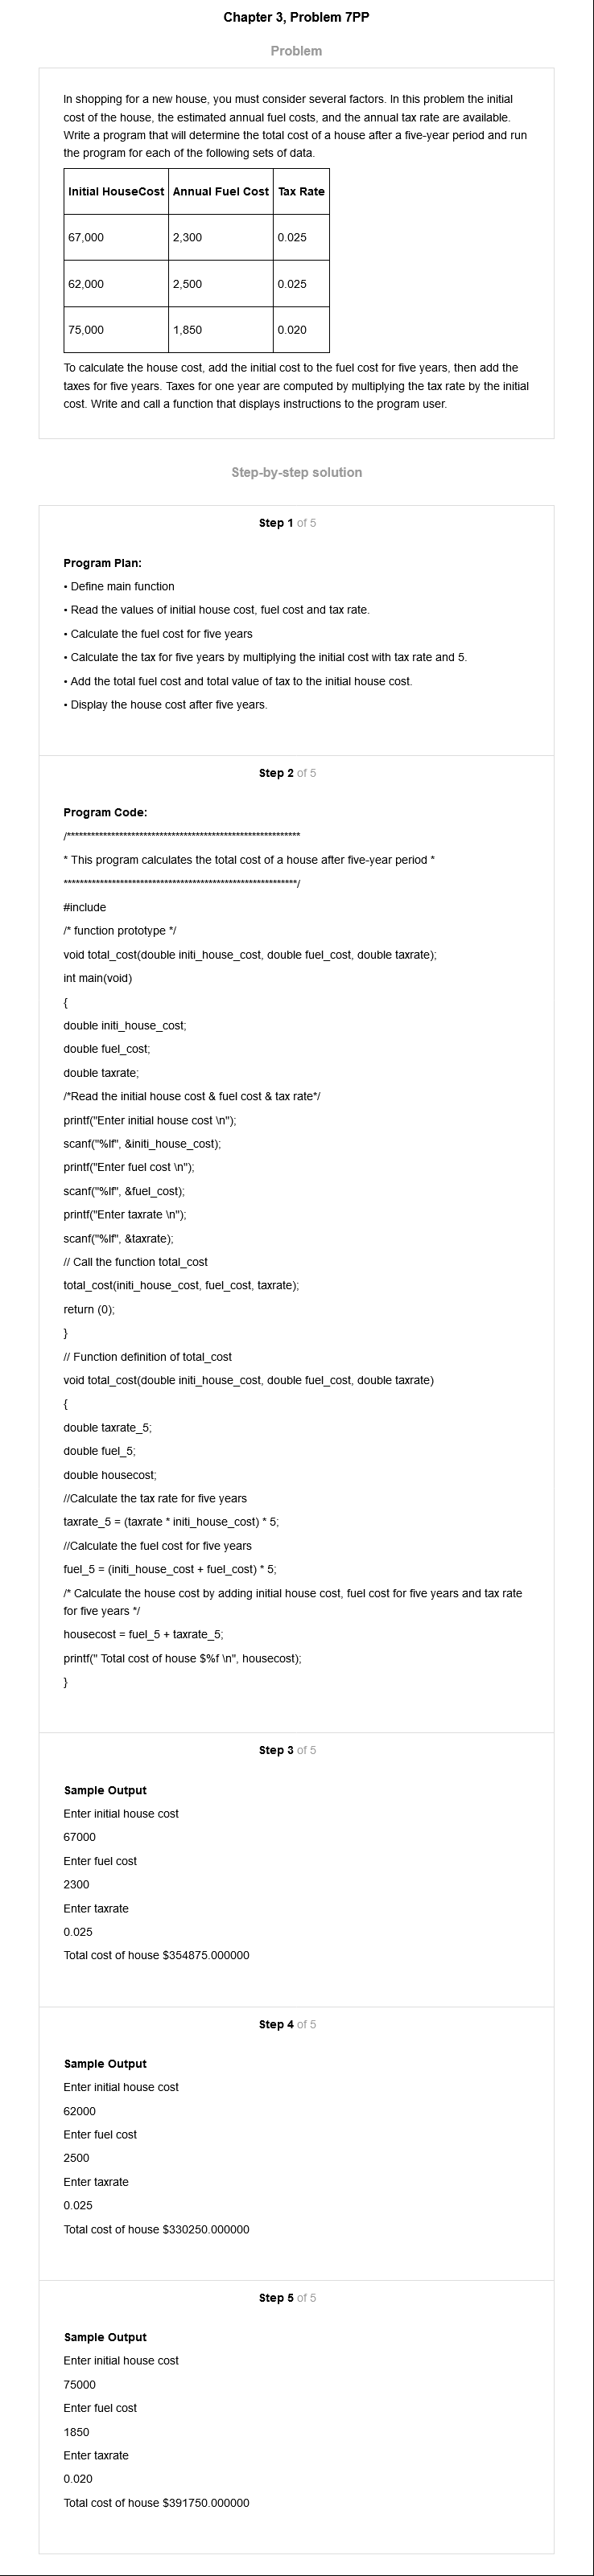 Chapter 3, Problem 7PP
Problem
In shopping for a new house, you must consider several factors. In this problem the initial
cost of the house, the estimated annual fuel costs, and the annual tax rate are available.
Write a program that will determine the total cost of a house after a five-year period and run
the program for each of the following sets of data.
Initial HouseCost Annual Fuel Cost Tax Rate
67,000 2,300 0.025
62,000 2,500 0.025
75,000 1,850 0.020
To calculate the house cost, add the initial cost to the fuel cost for five years, then add the
taxes for five years. Taxes for one year are computed by multiplying the tax rate by the initial
cost. Write and call a function that displays instructions to the program user.
Step-by-step solution
Step 1 of 5
Program Plan:
• Define main function
• Read the values of initial house cost, fuel cost and tax rate.
• Calculate the fuel cost for five years
• Calculate the tax for five years by multiplying the initial cost with tax rate and 5.
• Add the total fuel cost and total value of tax to the initial house cost.
• Display the house cost after five years.
Step 2 of 5
Program Code:
/**********************************************************
* This program calculates the total cost of a house after five-year period *
**********************************************************/
#include
/* function prototype */
void total_cost(double initi_house_cost, double fuel_cost, double taxrate);
int main(void)
{
double initi_house_cost;
double fuel_cost;
double taxrate;
/*Read the initial house cost & fuel cost & tax rate*/
printf("Enter initial house cost \n");
scanf("%lf", &initi_house_cost);
printf("Enter fuel cost \n");
scanf("%lf", &fuel_cost);
printf("Enter taxrate \n");
scanf("%lf", &taxrate);
// Call the function total_cost
total_cost(initi_house_cost, fuel_cost, taxrate);
return (0);
}
// Function definition of total_cost
void total_cost(double initi_house_cost, double fuel_cost, double taxrate)
{
double taxrate_5;
double fuel_5;
double housecost;
//Calculate the tax rate for five years
taxrate_5 = (taxrate * initi_house_cost) * 5;
//Calculate the fuel cost for five years
fuel_5 = (initi_house_cost + fuel_cost) * 5;
/* Calculate the house cost by adding initial house cost, fuel cost for five years and tax rate
for five years */
housecost = fuel_5 + taxrate_5;
printf(" Total cost of house $%f \n", housecost);
}
Step 3 of 5
Sample Output
Enter initial house cost
67000
Enter fuel cost
2300
Enter taxrate
0.025
Total cost of house $354875.000000
Step 4 of 5
Sample Output
Enter initial house cost
62000
Enter fuel cost
2500
Enter taxrate
0.025
Total cost of house $330250.000000
Step 5 of 5
Sample Output
Enter initial house cost
75000
Enter fuel cost
1850
Enter taxrate
0.020
Total cost of house $391750.000000